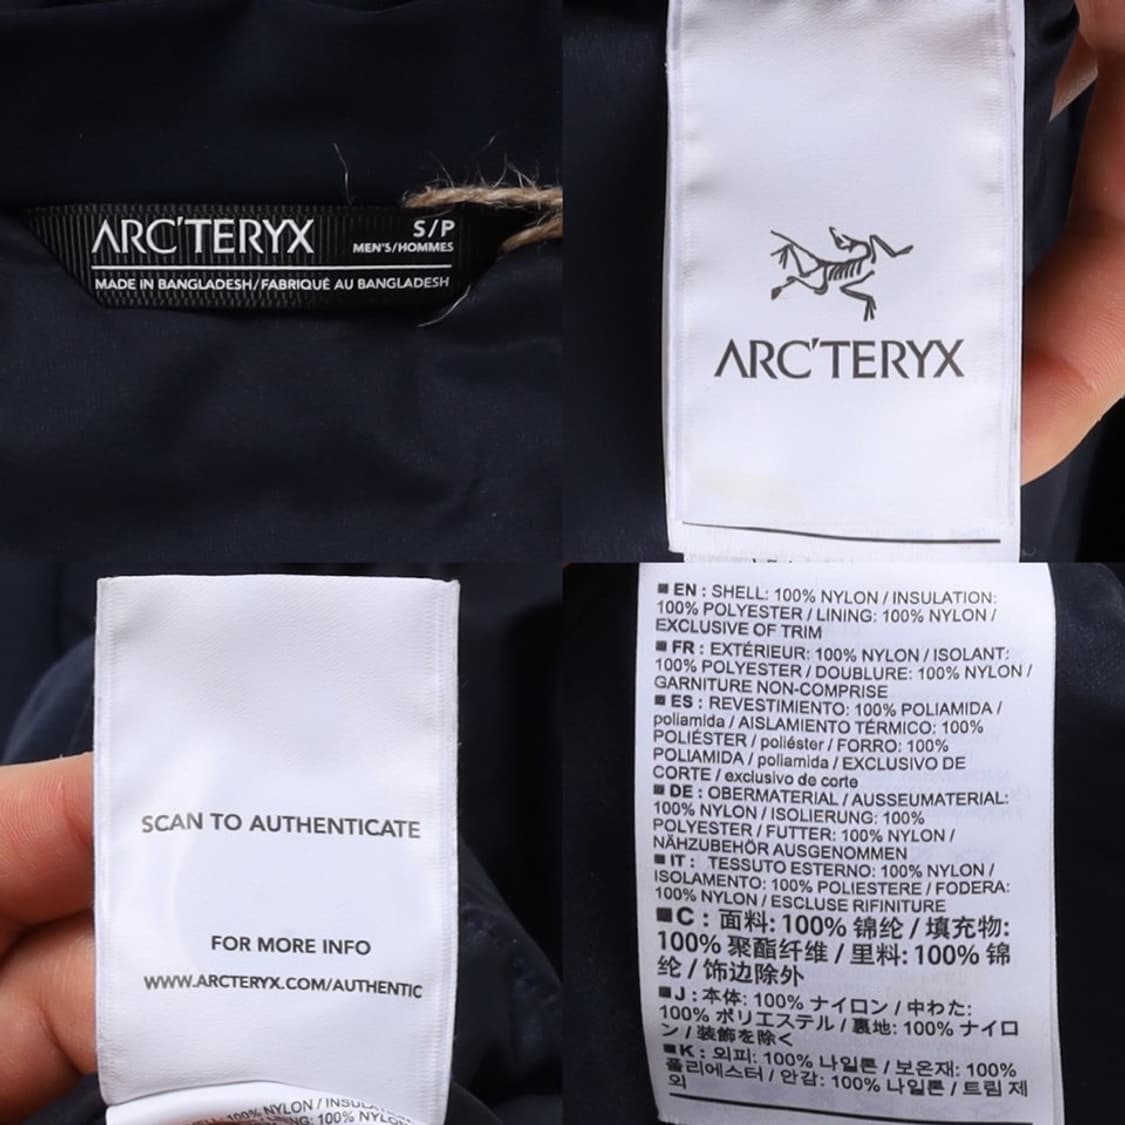 ARC'TERYX
S/P
MEN'S/HOMMES
MADE IN BANGLADESH/FABRIQUÉ AU BANGLADESH
ARC'TERYX
SCAN TO AUTHENTICATE
FOR MORE INFO
WWW.ARCTERYX.COM/AUTHENTIC
100% NYLON / INSULA
100% NYLO
■ EN : SHELL: 100% NYLON / INSULATION:
100% POLYESTER / LINING: 100% NYLON /
EXCLUSIVE OF TRIM
■ FR : EXTÉRIEUR: 100% NYLON / ISOLANT:
100% POLYESTER / DOUBLURE: 100% NYLON /
GARNITURE NON-COMPRISE
■ ES : REVESTIMIENTO: 100% POLIAMIDA /
poliamida / AISLAMIENTO TÉRMICO: 100%
POLIÉSTER / poliéster / FORRO: 100%
POLIAMIDA / poliamida / EXCLUSIVO DE
CORTE / exclusivo de corte
■ DE : OBERMATERIAL / AUSSEUMATERIAL:
100% NYLON / ISOLIERUNG: 100%
POLYESTER / FUTTER: 100% NYLON /
NÄHZUBEHÖR AUSGENOMMEN
■ IT : TESSUTO ESTERNO: 100% NYLON /
ISOLAMENTO: 100% POLIESTERE / FODERA:
100% NYLON / ESCLUSE RIFINITURE
■ C : 面料: 100% 锦纶 / 填充物:
100% 聚酯纤维 / 里料: 100% 锦
纶 / 饰边除外
■ J : 本体: 100% ナイロン / 中わた:
100% ポリエステル / 裏地: 100% ナイロ
ン / 装飾を除く
■ K : 외피: 100% 나일론 / 보온재: 100%
폴리에스터 / 안감: 100% 나일론 / 트림 제
외